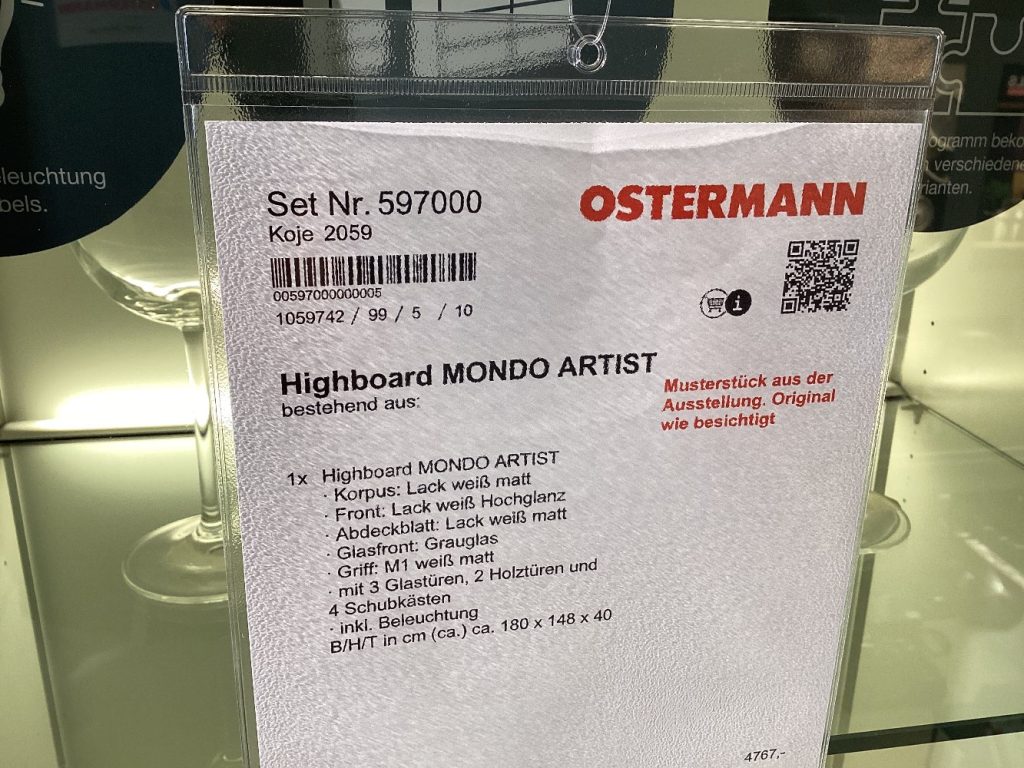 eleuchtung
bels.
ogramm beko
verschiedene
rianten.
Set Nr. 597000
Koje 2059
OSTERMANN
00597000000005
1059742 / 99 / 5 / 10
i
Highboard MONDO ARTIST
bestehend aus:
Musterstück aus der
Ausstellung. Original
wie besichtigt
1x Highboard MONDO ARTIST
· Korpus: Lack weiß matt
· Front: Lack weiß Hochglanz
· Abdeckblatt: Lack weiß matt
· Glasfront: Grauglas
· Griff: M1 weiß matt
· mit 3 Glastüren, 2 Holztüren und
4 Schubkästen
· inkl. Beleuchtung
B/H/T in cm (ca.) ca. 180 x 148 x 40
4767,-